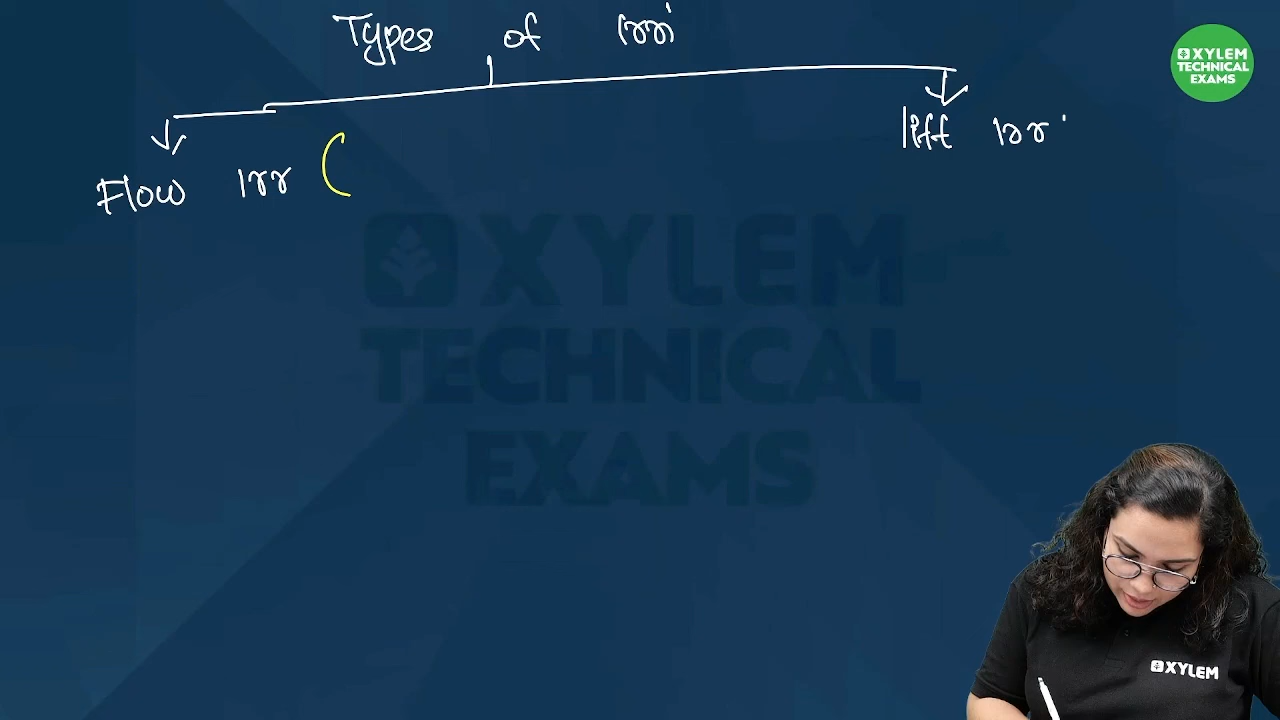 Types of irri
Flow irr (
lift irr.
XYLEM
TECHNICAL
EXAMS
XYLEM
TECHNICAL
EXAMS
XYLEM